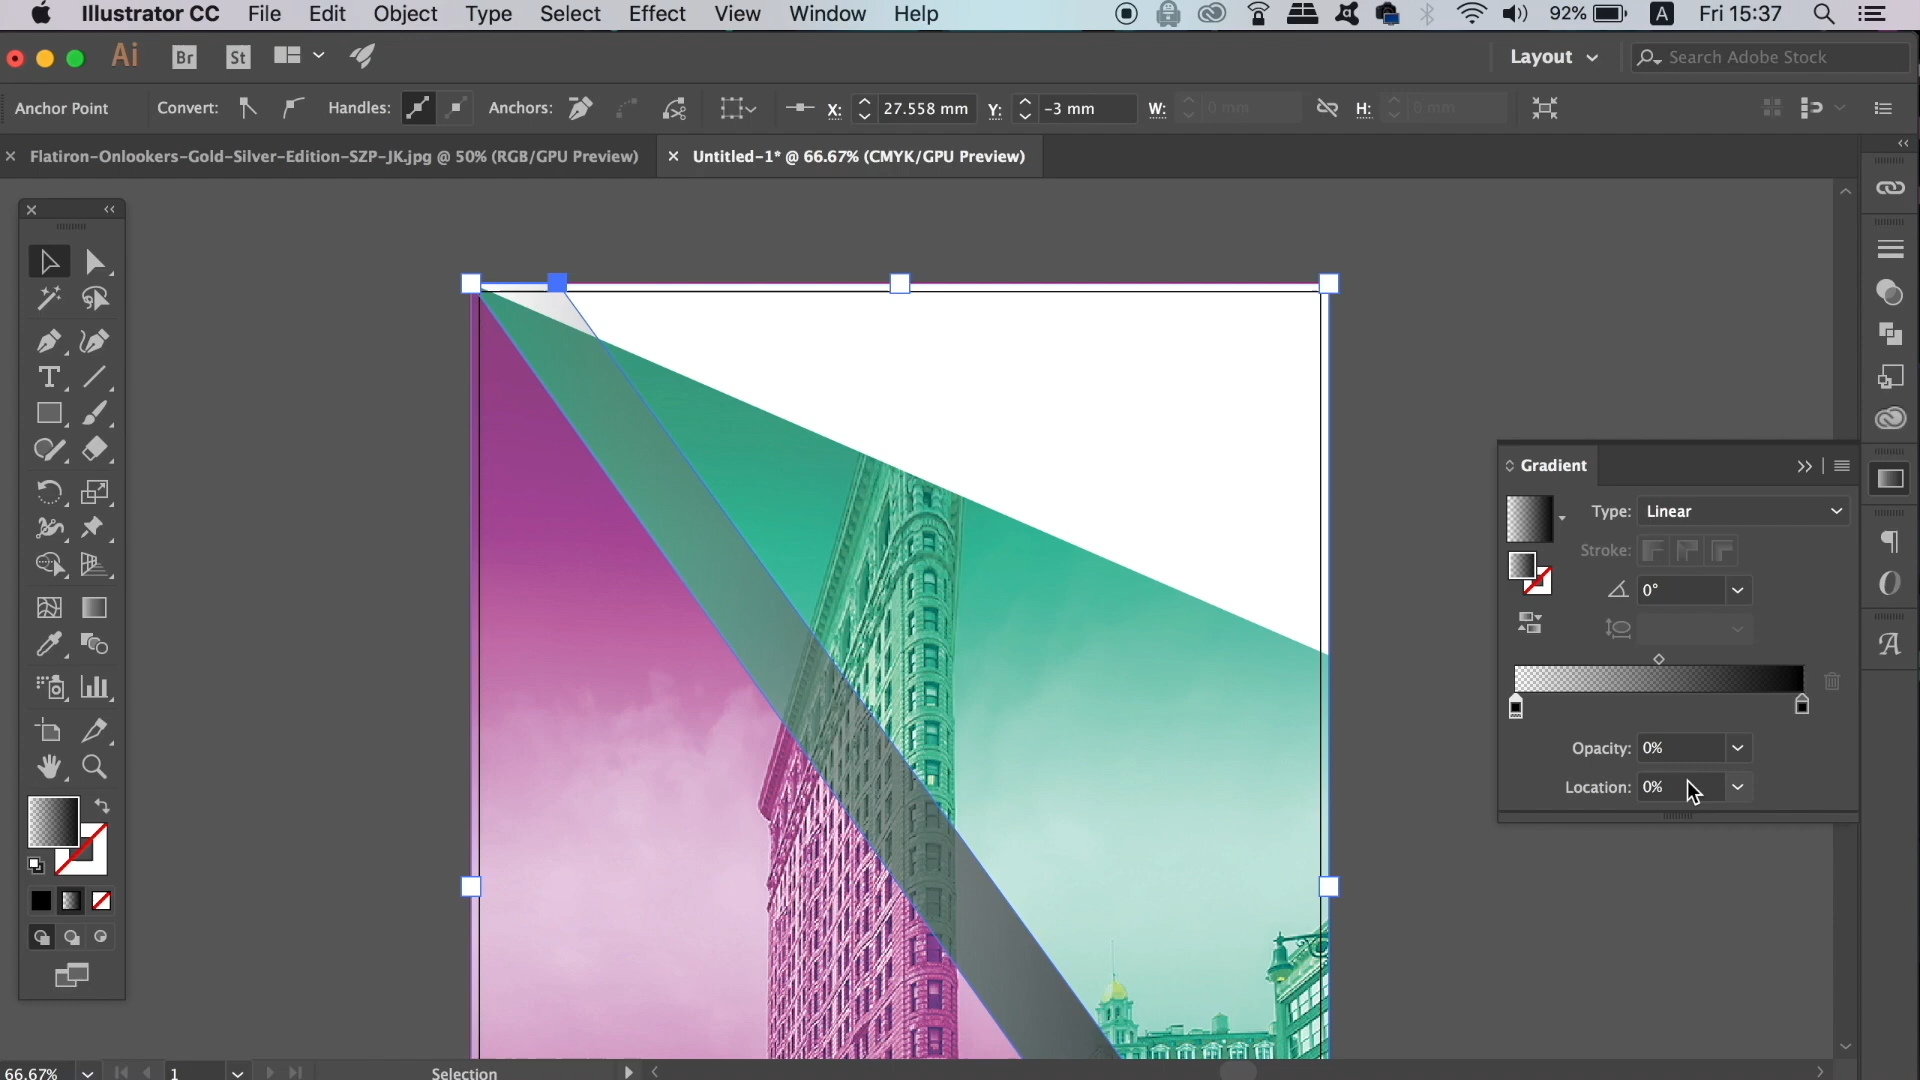 Illustrator CC File Edit Object Type Select Effect View Window Help 92% A Fri 15:37
Ai Br St Layout Search Adobe Stock
Anchor Point Convert: Handles: Anchors: X: 27.558 mm Y: -3 mm W: 0 mm H: 0 mm
Flatiron-Onlookers-Gold-Silver-Edition-SZP-JK.jpg @ 50% (RGB/GPU Preview) Untitled-1* @ 66.67% (CMYK/GPU Preview)
Gradient
Type: Linear
Stroke:
0°
Opacity: 0%
Location: 0%
66.67% 1 Selection